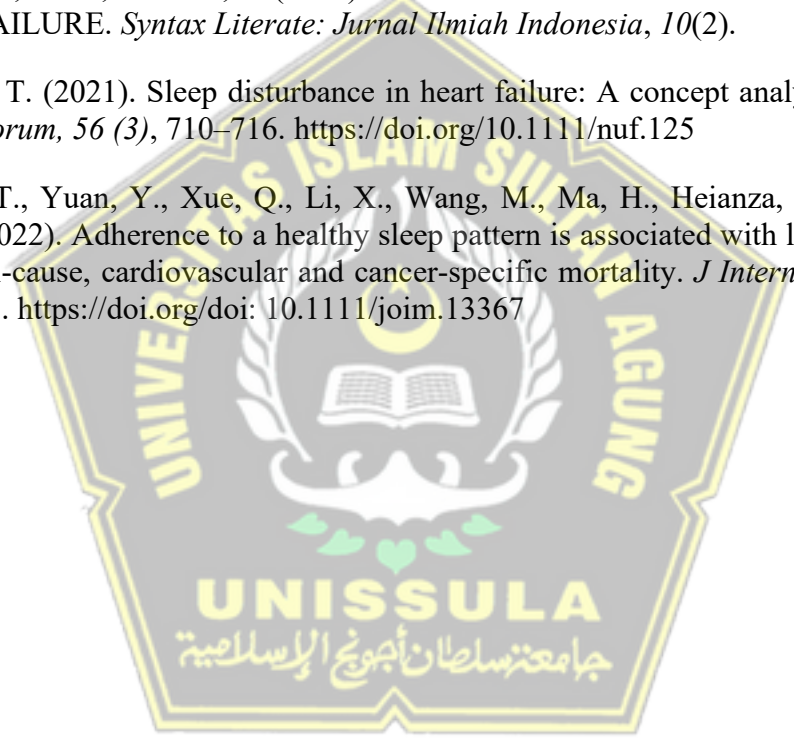 AILURE. Syntax Literate: Jurnal Ilmiah Indonesia, 10(2).
T. (2021). Sleep disturbance in heart failure: A concept analy
orum, 56 (3), 710–716. https://doi.org/10.1111/nuf.125
T., Yuan, Y., Xue, Q., Li, X., Wang, M., Ma, H., Heianza,
022). Adherence to a healthy sleep pattern is associated with l
-cause, cardiovascular and cancer-specific mortality. J Intern
. https://doi.org/doi: 10.1111/joim.13367
UNIVERSITAS ISLAM SULTAN AGUNG
UNISSULA
جامعتنسلطان أجونج الإسلامية